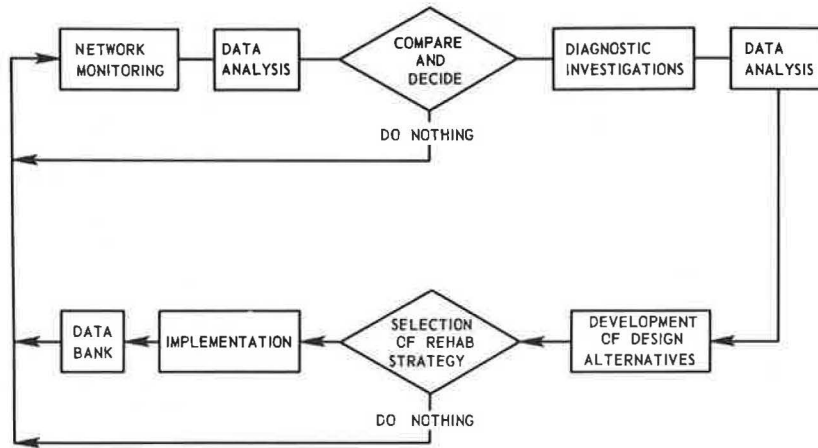 NETWORK
MONITORING
DATA
ANALYSIS
COMPARE
AND
DECIDE
DIAGNOSTIC
INVESTIGATIONS
DATA
ANALYSIS
DO NOTHING
DATA
BANK
IMPLEMENTATION
SELECTION
CF REHAB
STRATEGY
DEVELOPMENT
CF DESIGN
ALTERNATIVES
DO NOTHING